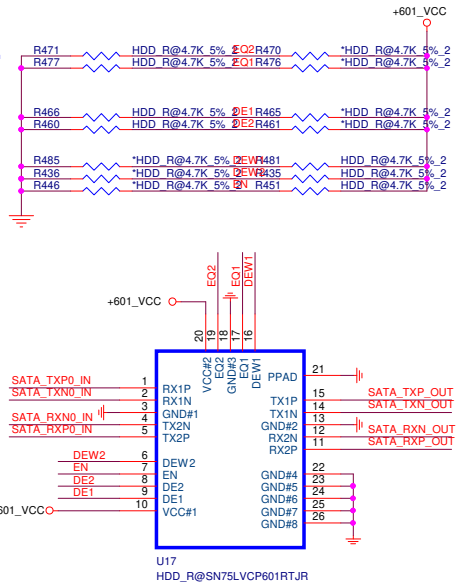 +601_VCC
R471 HDD_R@4.7K_5%_2 EQ2 R470 *HDD_R@4.7K_5%_2
R477 HDD_R@4.7K_5%_2 EQ1 R476 *HDD_R@4.7K_5%_2
R466 HDD_R@4.7K_5%_2 DE1 R465 *HDD_R@4.7K_5%_2
R460 HDD_R@4.7K_5%_2 DE2 R461 *HDD_R@4.7K_5%_2
R485 *HDD_R@4.7K_5%_2 R481 HDD_R@4.7K_5%_2
R436 *HDD_R@4.7K_5%_2 R435 HDD_R@4.7K_5%_2
R446 *HDD_R@4.7K_5%_2 EN R451 HDD_R@4.7K_5%_2
EQ2 EQ1 DEW1
+601_VCC
20 19 18 17 16
VCC#2 EQ2 GND#3 EQ1 DEW1
PPAD 21
SATA_TXP0_IN 1 RX1P TX1P 15 SATA_TXP_OUT
SATA_TXN0_IN 2 RX1N TX1N 14 SATA_TXN_OUT
3 GND#1 GND#2 13
SATA_RXN0_IN 4 TX2N RX2N 12 SATA_RXN_OUT
SATA_RXP0_IN 5 TX2P RX2P 11 SATA_RXP_OUT
DEW2 6 DEW2 GND#4 22
EN 7 EN GND#5 23
DE2 8 DE2 GND#6 24
DE1 9 DE1 GND#7 25
601_VCC 10 VCC#1 GND#8 26
U17
HDD_R@SN75LVCP601RTJR